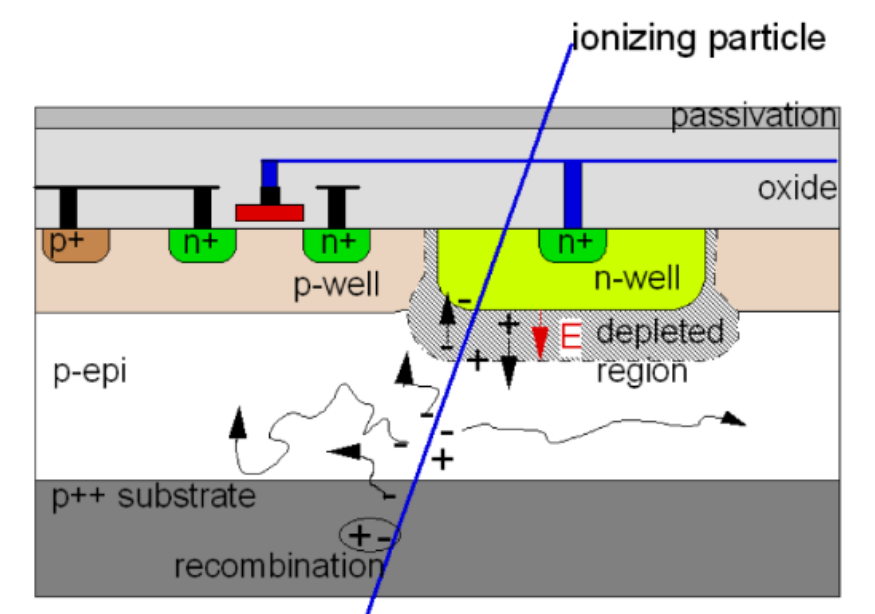 ionizing particle
passivation
oxide
p+
n+
n+
n+
p-well
n-well
-
+
E
depleted
-
+
region
p-epi
-
-
-
+
p++ substrate
-
+ -
recombination